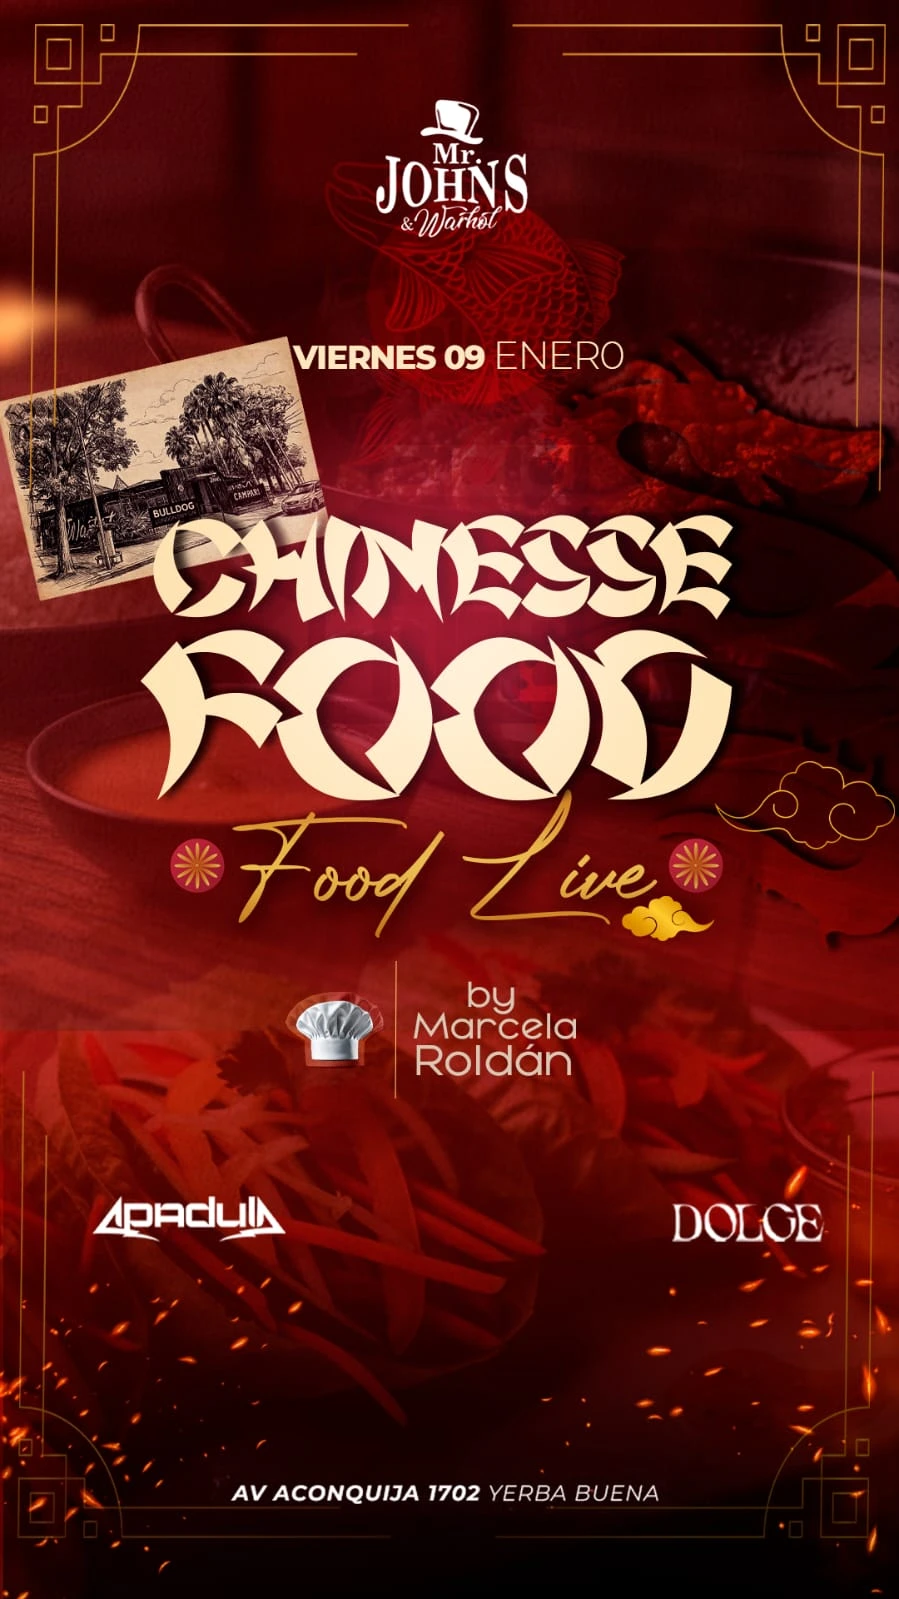 Mr.
JOHN.S
& Warhol
VIERNES 09 ENERO
BULLDOG
CAMPARI
CHINESSE
FOOD
Food Live
by
Marcela
Roldán
APADULA
DOLCE
AV ACONQUIJA 1702 YERBA BUENA